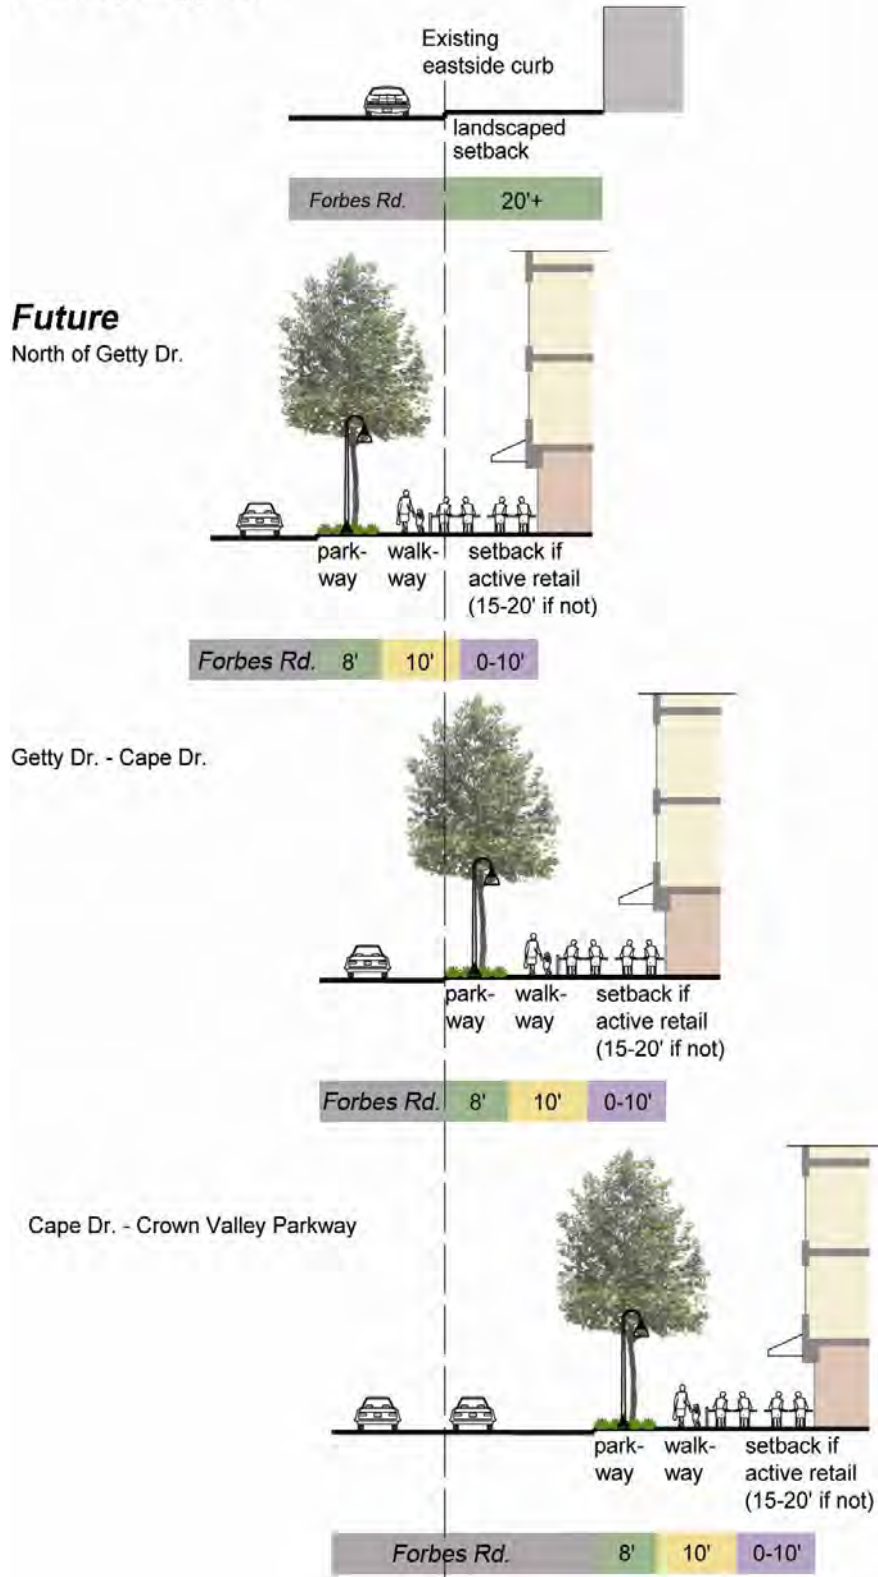 Existing
eastside curb
landscaped
setback
Forbes Rd.
20'+
Future
North of Getty Dr.
park-
way
walk-
way
setback if
active retail
(15-20' if not)
Forbes Rd.
8'
10'
0-10'
Getty Dr. - Cape Dr.
park-
way
walk-
way
setback if
active retail
(15-20' if not)
Forbes Rd.
8'
10'
0-10'
Cape Dr. - Crown Valley Parkway
park-
way
walk-
way
setback if
active retail
(15-20' if not)
Forbes Rd.
8'
10'
0-10'